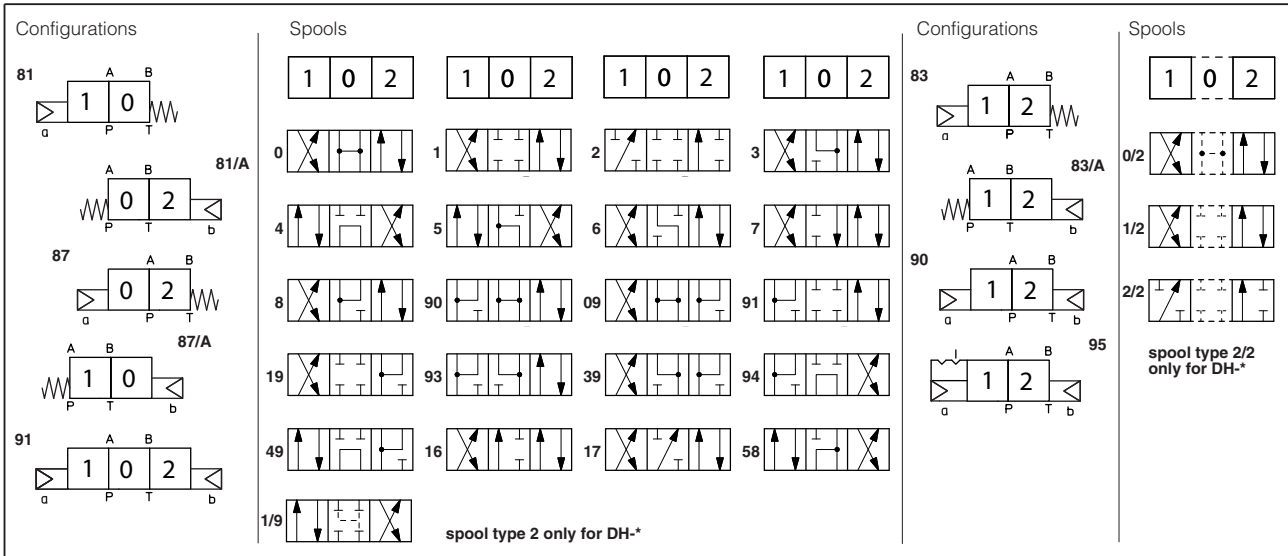 Configurations
81
A B
1 0
a P T
81/A
A B
0 2
P T b
87
A B
0 2
a P T
87/A
A B
1 0
P T b
91
A B
1 0 2
a P T b
Spools
1 0 2
1 0 2
1 0 2
1 0 2
0 1 2 3
4 5 6 7
8 90 09 91
19 93 39 94
49 16 17 58
1/9
spool type 2 only for DH-*
Configurations
83
A B
1 2
a P T
83/A
A B
1 2
P T b
90
A B
1 2
a P T b
95
A B
1 2
a P T b
Spools
1 0 2
0/2
1/2
2/2
spool type 2/2
only for DH-*